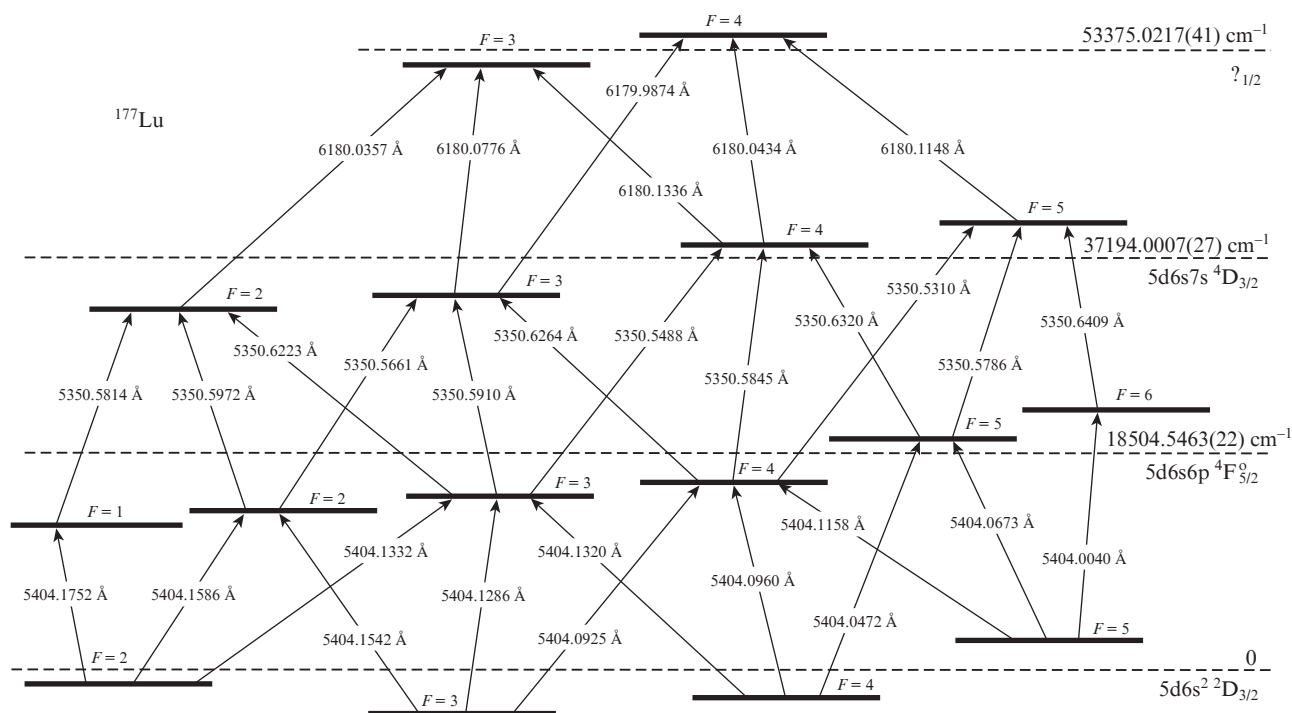 F = 4
53375.0217(41) cm⁻¹
F = 3
?₁/₂
6179.9874 Å
¹⁷⁷Lu
6180.0357 Å
6180.0776 Å
6180.0434 Å
6180.1148 Å
6180.1336 Å
F = 5
F = 4
37194.0007(27) cm⁻¹
5d6s7s ⁴D₃/₂
F = 2
F = 3
5350.5310 Å
5350.6223 Å
5350.5661 Å
5350.6264 Å
5350.5488 Å
5350.6320 Å
5350.6409 Å
5350.5814 Å
5350.5972 Å
5350.5910 Å
5350.5845 Å
5350.5786 Å
F = 6
F = 5
18504.5463(22) cm⁻¹
5d6s6p ⁴F°₅/₂
F = 4
F = 3
F = 2
F = 1
5404.1158 Å
5404.0673 Å
5404.1332 Å
5404.1320 Å
5404.0040 Å
5404.1752 Å
5404.1586 Å
5404.1286 Å
5404.0960 Å
5404.0472 Å
5404.1542 Å
5404.0925 Å
F = 5
F = 2
0
5d6s² ²D₃/₂
F = 3
F = 4